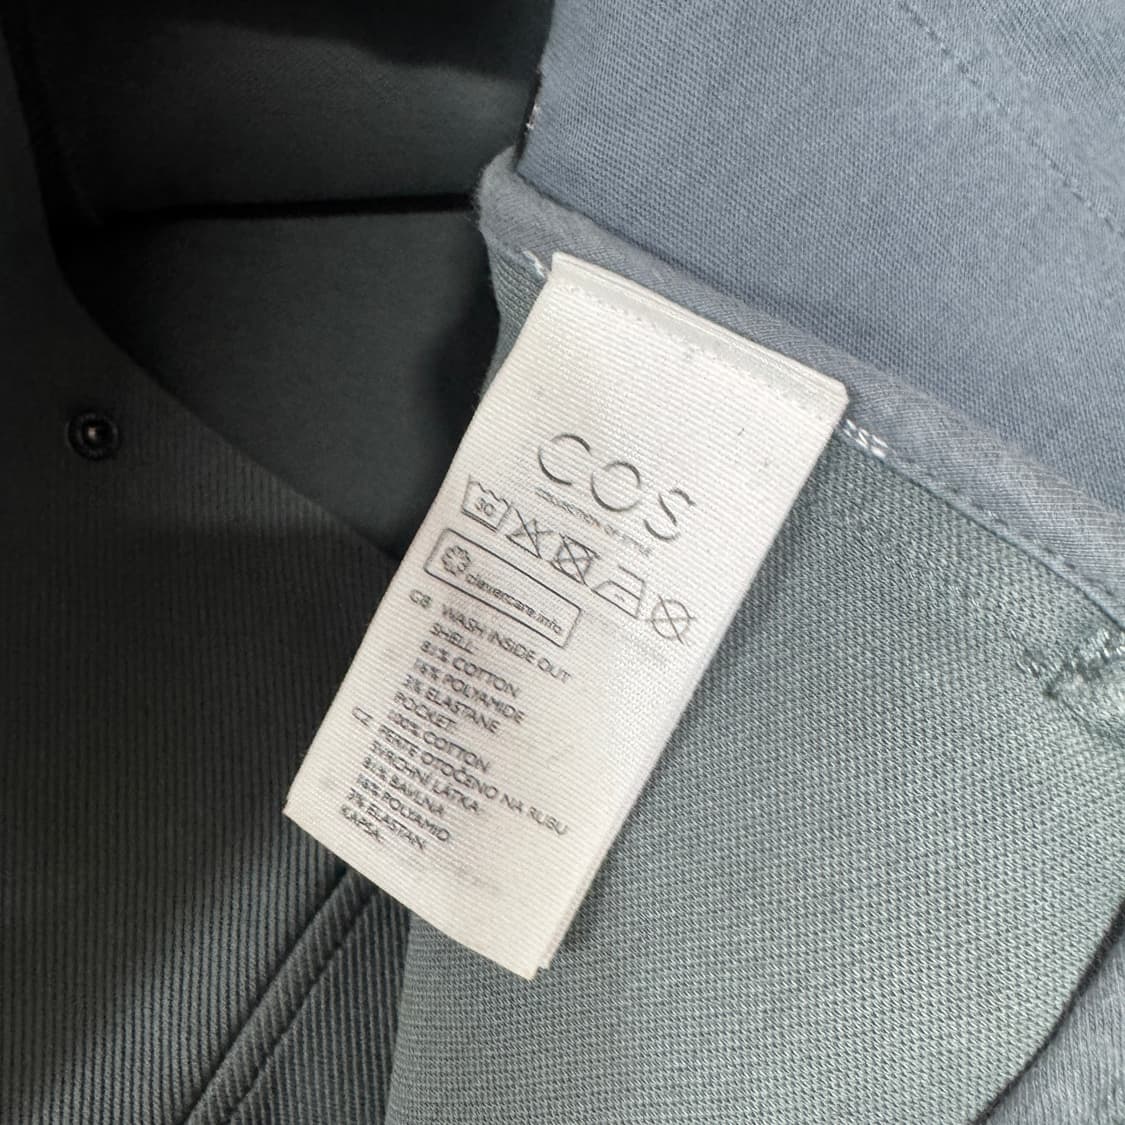 COS
COLLECTION OF STYLE
30
clevercare.info
GB WASH INSIDE OUT
SHELL
81% COTTON
16% POLYAMIDE
3% ELASTANE
POCKET:
100% COTTON
CZ PERTE OTOČENO NA RUBU
SVRCHNÍ LÁTKA:
81% BAVLNA
16% POLYAMID
3% ELASTAN
KAPSA: